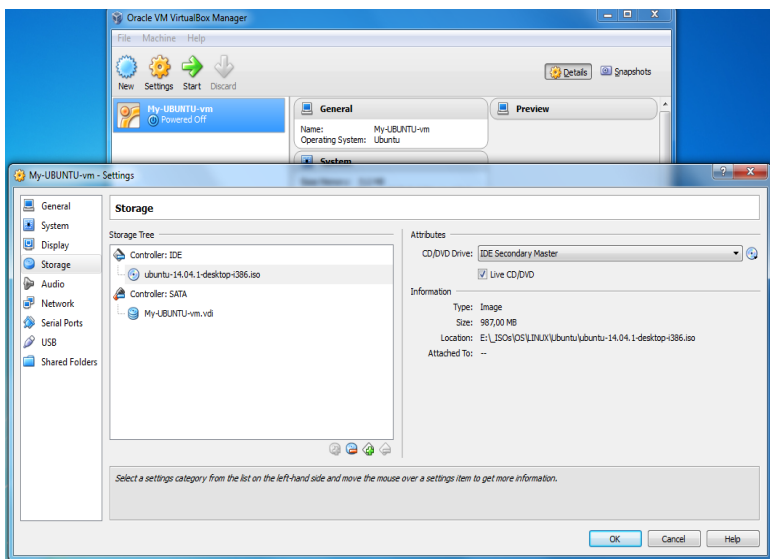 Oracle VM VirtualBox Manager
File Machine Help
New Settings Start Discard
Details Snapshots
My-UBUNTU-vm
Powered Off
General
Name: My-UBUNTU-vm
Operating System: Ubuntu
System
Preview
My-UBUNTU-vm - Settings
General
System
Display
Storage
Audio
Network
Serial Ports
USB
Shared Folders
Storage
Storage Tree
Controller: IDE
ubuntu-14.04.1-desktop-i386.iso
Controller: SATA
My-UBUNTU-vm.vdi
Attributes
CD/DVD Drive: IDE Secondary Master
Live CD/DVD
Information
Type: Image
Size: 987,00 MB
Location: E:\_ISOs\OS\LINUX\Ubuntu\ubuntu-14.04.1-desktop-i386.iso
Attached To: --
Select a settings category from the list on the left-hand side and move the mouse over a settings item to get more information.
OK Cancel Help